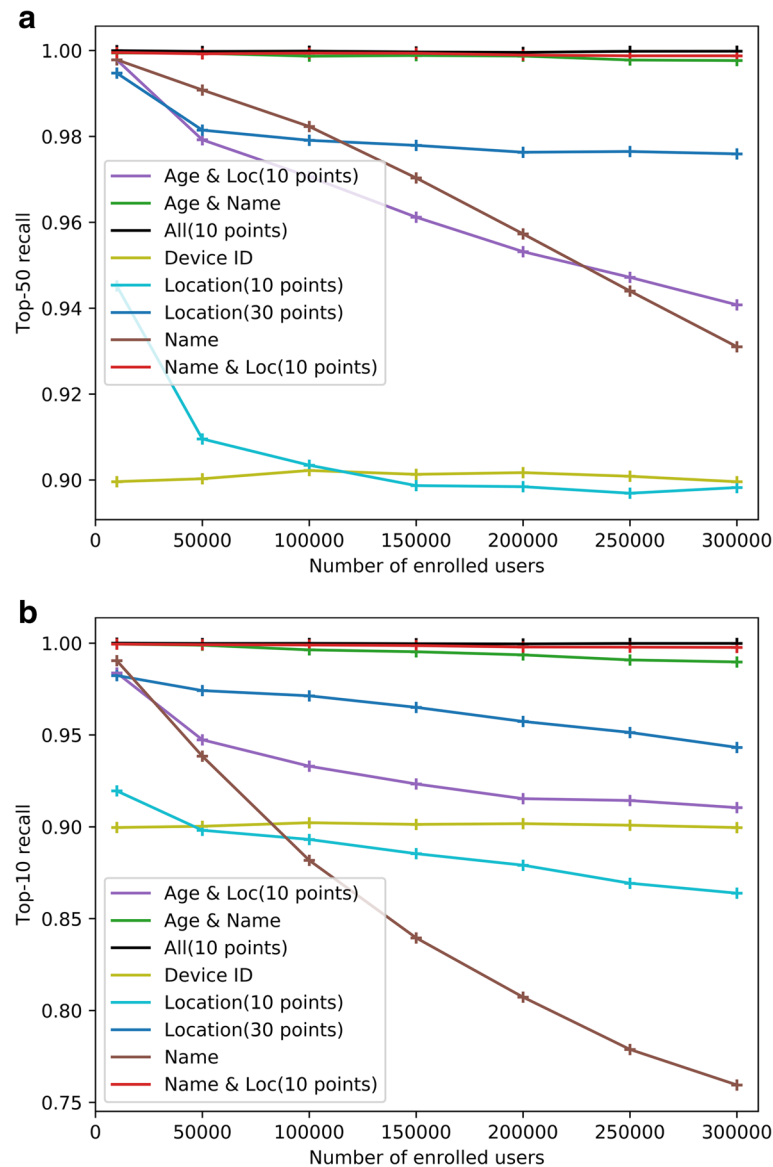 a
1.00
0.98
0.96
0.94
0.92
0.90
Top-50 recall
Age & Loc(10 points)
Age & Name
All(10 points)
Device ID
Location(10 points)
Location(30 points)
Name
Name & Loc(10 points)
0 50000 100000 150000 200000 250000 300000
Number of enrolled users
b
1.00
0.95
0.90
0.85
0.80
0.75
Top-10 recall
Age & Loc(10 points)
Age & Name
All(10 points)
Device ID
Location(10 points)
Location(30 points)
Name
Name & Loc(10 points)
0 50000 100000 150000 200000 250000 300000
Number of enrolled users